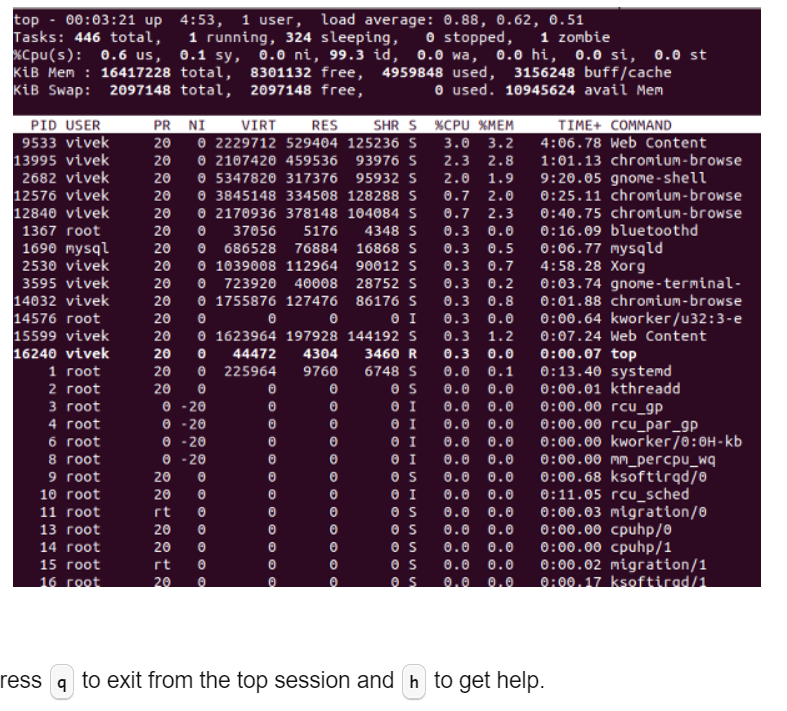 top - 00:03:21 up  4:53,  1 user,  load average: 0.88, 0.62, 0.51
Tasks: 446 total,   1 running, 324 sleeping,   0 stopped,   1 zombie
%Cpu(s):  0.6 us,  0.1 sy,  0.0 ni, 99.3 id,  0.0 wa,  0.0 hi,  0.0 si,  0.0 st
KiB Mem : 16417228 total,  8301132 free,  4959848 used,  3156248 buff/cache
KiB Swap:  2097148 total,  2097148 free,        0 used. 10945624 avail Mem
PID USER      PR  NI    VIRT    RES    SHR S  %CPU %MEM     TIME+ COMMAND
9533 vivek     20   0 2229712 529404 125236 S   3.0  3.2   4:06.78 Web Content
13995 vivek     20   0 2107420 459536  93976 S   2.3  2.8   1:01.13 chromium-browse
2682 vivek     20   0 5347820 317376  95932 S   2.0  1.9   9:20.05 gnome-shell
12576 vivek     20   0 3845148 334508 128288 S   0.7  2.0   0:25.11 chromium-browse
12840 vivek     20   0 2170936 378148 104084 S   0.7  2.3   0:40.75 chromium-browse
1367 root      20   0   37056   5176   4348 S   0.3  0.0   0:16.09 bluetoothd
1690 mysql     20   0  686528  76884  16868 S   0.3  0.5   0:06.77 mysqld
2530 vivek     20   0 1039008 112964  90012 S   0.3  0.7   4:58.28 Xorg
3595 vivek     20   0  723920  40008  28752 S   0.3  0.2   0:03.74 gnome-terminal-
14032 vivek     20   0 1755876 127476  86176 S   0.3  0.8   0:01.88 chromium-browse
14576 root      20   0       0      0      0 I   0.3  0.0   0:00.64 kworker/u32:3-e
15599 vivek     20   0 1623964 197928 144192 S   0.3  1.2   0:07.24 Web Content
16240 vivek     20   0   44472   4304   3460 R   0.3  0.0   0:00.07 top
1 root      20   0  225964   9760   6748 S   0.0  0.1   0:13.40 systemd
2 root      20   0       0      0      0 S   0.0  0.0   0:00.01 kthreadd
3 root       0 -20       0      0      0 I   0.0  0.0   0:00.00 rcu_gp
4 root       0 -20       0      0      0 I   0.0  0.0   0:00.00 rcu_par_gp
6 root       0 -20       0      0      0 I   0.0  0.0   0:00.00 kworker/0:0H-kb
8 root       0 -20       0      0      0 I   0.0  0.0   0:00.00 mm_percpu_wq
9 root      20   0       0      0      0 S   0.0  0.0   0:00.68 ksoftirqd/0
10 root      20   0       0      0      0 I   0.0  0.0   0:11.05 rcu_sched
11 root      rt   0       0      0      0 S   0.0  0.0   0:00.03 migration/0
13 root      20   0       0      0      0 S   0.0  0.0   0:00.00 cpuhp/0
14 root      20   0       0      0      0 S   0.0  0.0   0:00.00 cpuhp/1
15 root      rt   0       0      0      0 S   0.0  0.0   0:00.02 migration/1
16 root      20   0       0      0      0 S   0.0  0.0   0:00.17 ksoftirqd/1
ress q to exit from the top session and h to get help.